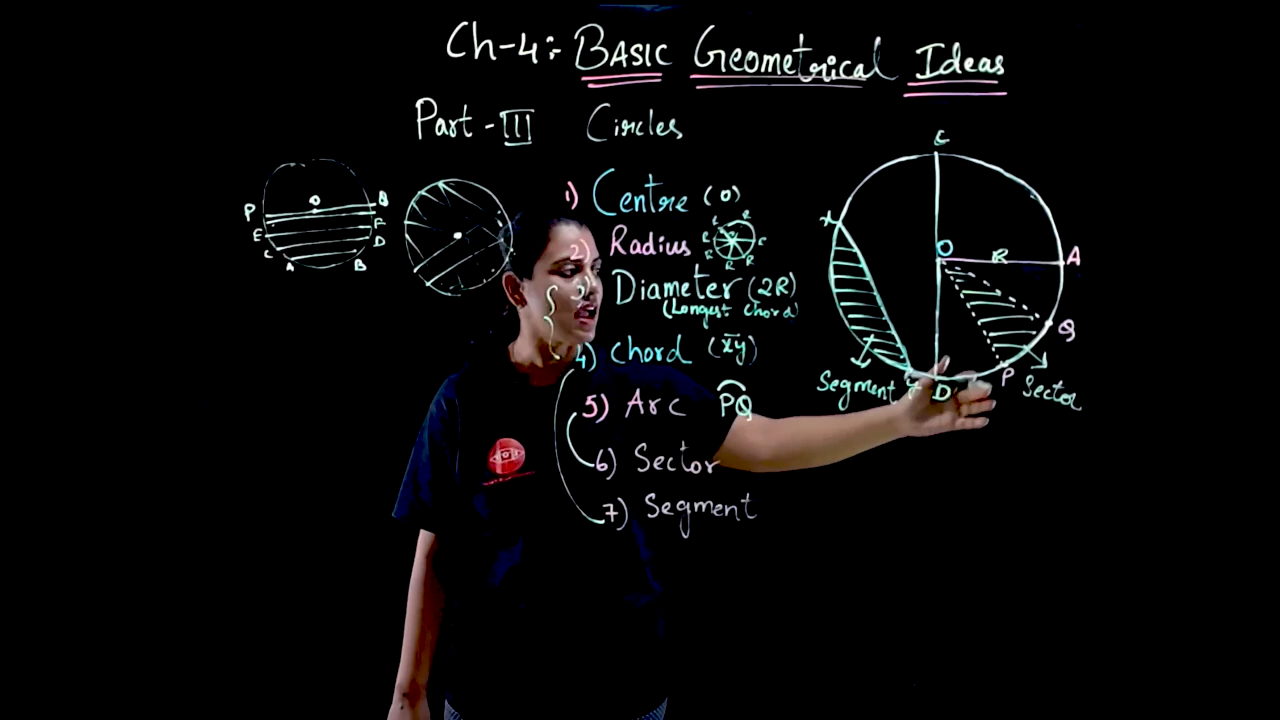 Ch-4:- BASIC Geometrical Ideas
Part - III Circles
1) Centre (O)
2) Radius
R R R R R R R
3) Diameter (2R)
(Longest chord)
4) chord (xy)
5) Arc PQ
6) Sector
7) Segment
P O B
E F
C D
A B
C
X
O R A
Q
P
Segment y D Sector